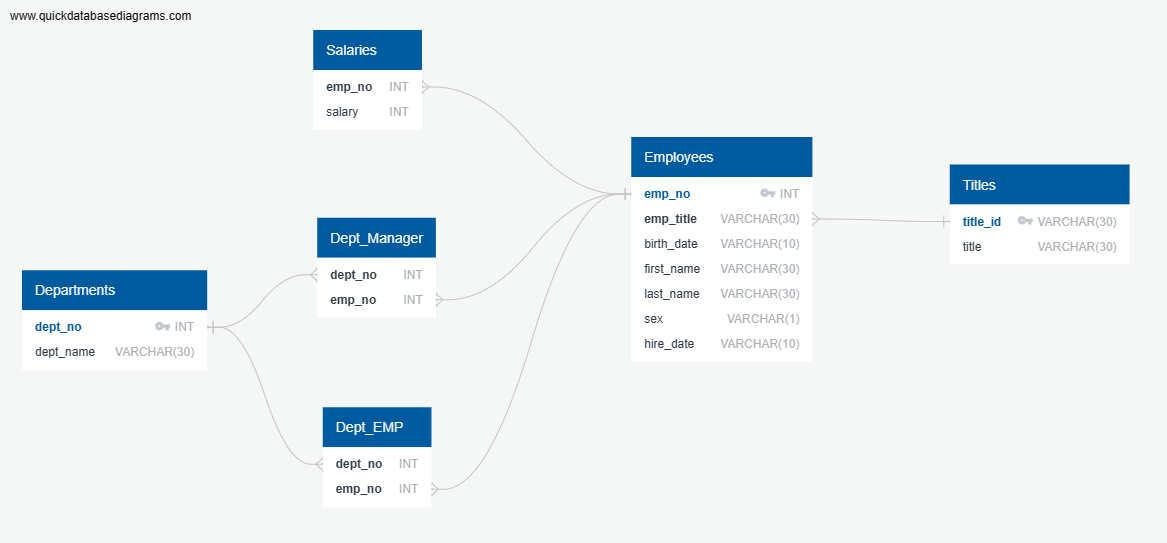 www.quickdatabasediagrams.com
Salaries
emp_no INT
salary INT
Dept_Manager
dept_no INT
emp_no INT
Departments
dept_no INT
dept_name VARCHAR(30)
Dept_EMP
dept_no INT
emp_no INT
Employees
emp_no INT
emp_title VARCHAR(30)
birth_date VARCHAR(10)
first_name VARCHAR(30)
last_name VARCHAR(30)
sex VARCHAR(1)
hire_date VARCHAR(10)
Titles
title_id VARCHAR(30)
title VARCHAR(30)